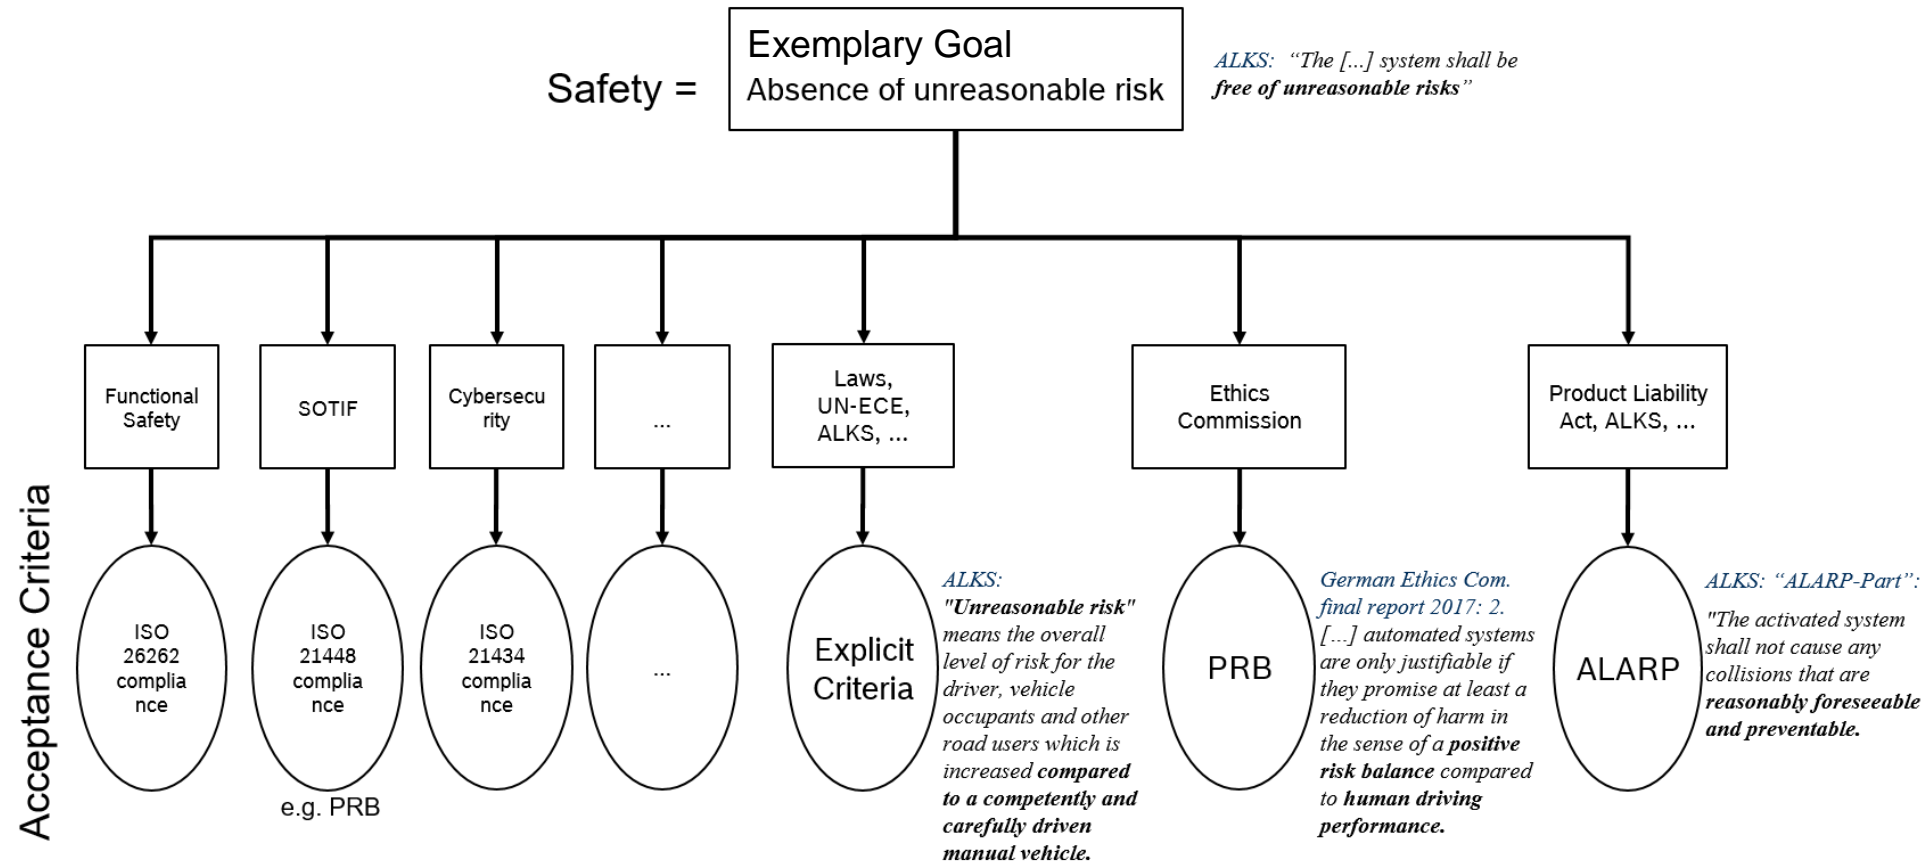 Safety =
Exemplary Goal
Absence of unreasonable risk
ALKS: “The [...] system shall be
free of unreasonable risks”
Functional
Safety
SOTIF
Cybersecu
rity
...
Laws,
UN-ECE,
ALKS, ...
Ethics
Commission
Product Liability
Act, ALKS, ...
Acceptance Criteria
ISO
26262
complia
nce
ISO
21448
complia
nce
e.g. PRB
ISO
21434
complia
nce
...
Explicit
Criteria
ALKS:
"Unreasonable risk"
means the overall
level of risk for the
driver, vehicle
occupants and other
road users which is
increased compared
to a competently and
carefully driven
manual vehicle.
PRB
German Ethics Com.
final report 2017: 2.
[...] automated systems
are only justifiable if
they promise at least a
reduction of harm in
the sense of a positive
risk balance compared
to human driving
performance.
ALARP
ALKS: “ALARP-Part”:
"The activated system
shall not cause any
collisions that are
reasonably foreseeable
and preventable.